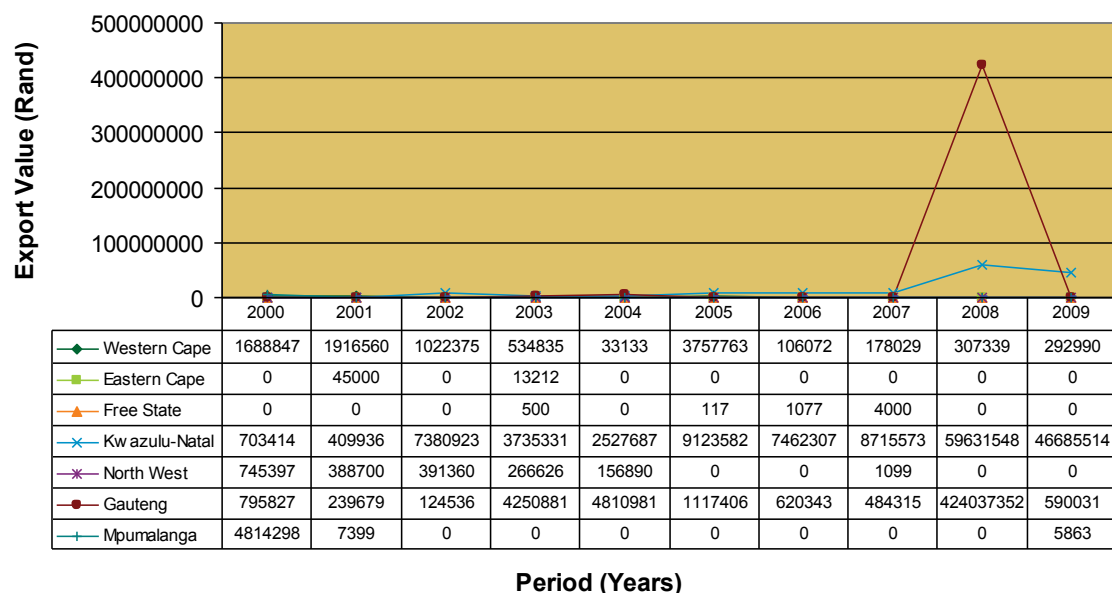 500000000
400000000
300000000
200000000
100000000
0
Export Value (Rand)
2000 2001 2002 2003 2004 2005 2006 2007 2008 2009
Western Cape 1688847 1916560 1022375 534835 33133 3757763 106072 178029 307339 292990
Eastern Cape 0 45000 0 13212 0 0 0 0 0 0
Free State 0 0 0 500 0 117 1077 4000 0 0
Kwazulu-Natal 703414 409936 7380923 3735331 2527687 9123582 7462307 8715573 59631548 46685514
North West 745397 388700 391360 266626 156890 0 0 1099 0 0
Gauteng 795827 239679 124536 4250881 4810981 1117406 620343 484315 424037352 590031
Mpumalanga 4814298 7399 0 0 0 0 0 0 0 5863
Period (Years)